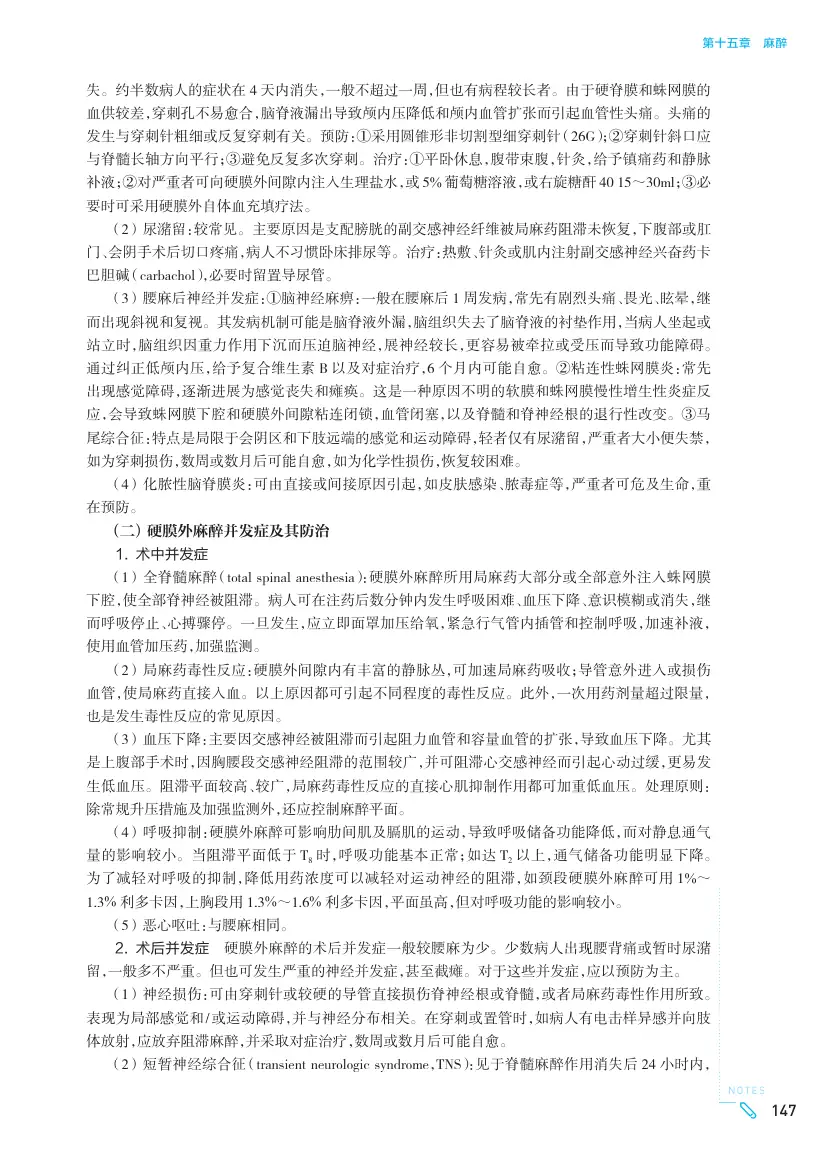 第十五章 麻醉
失。约半数病人的症状在 4 天内消失,一般不超过一周,但也有病程较长者。由于硬脊膜和蛛网膜的
血供较差,穿刺孔不易愈合,脑脊液漏出导致颅内压降低和颅内血管扩张而引起血管性头痛。头痛的
发生与穿刺针粗细或反复穿刺有关。预防:①采用圆锥形非切割型细穿刺针(26G);②穿刺针斜口应
与脊髓长轴方向平行;③避免反复多次穿刺。治疗:①平卧休息,腹带束腹,针灸,给予镇痛药和静脉
补液;②对严重者可向硬膜外间隙内注入生理盐水,或 5% 葡萄糖溶液,或右旋糖酐 40 15～30ml;③必
要时可采用硬膜外自体血充填疗法。
(2) 尿潴留:较常见。主要原因是支配膀胱的副交感神经纤维被局麻药阻滞未恢复,下腹部或肛
门、会阴手术后切口疼痛,病人不习惯卧床排尿等。治疗:热敷、针灸或肌内注射副交感神经兴奋药卡
巴胆碱(carbachol),必要时留置导尿管。
(3) 腰麻后神经并发症:①脑神经麻痹:一般在腰麻后 1 周发病,常先有剧烈头痛、畏光、眩晕,继
而出现斜视和复视。其发病机制可能是脑脊液外漏,脑组织失去了脑脊液的衬垫作用,当病人坐起或
站立时,脑组织因重力作用下沉而压迫脑神经,展神经较长,更容易被牵拉或受压而导致功能障碍。
通过纠正低颅内压,给予复合维生素 B 以及对症治疗,6 个月内可能自愈。②粘连性蛛网膜炎:常先
出现感觉障碍,逐渐进展为感觉丧失和瘫痪。这是一种原因不明的软膜和蛛网膜慢性增生性炎症反
应,会导致蛛网膜下腔和硬膜外间隙粘连闭锁,血管闭塞,以及脊髓和脊神经根的退行性改变。③马
尾综合征:特点是局限于会阴区和下肢远端的感觉和运动障碍,轻者仅有尿潴留,严重者大小便失禁,
如为穿刺损伤,数周或数月后可能自愈,如为化学性损伤,恢复较困难。
(4) 化脓性脑脊膜炎:可由直接或间接原因引起,如皮肤感染、脓毒症等,严重者可危及生命,重
在预防。
(二) 硬膜外麻醉并发症及其防治
1. 术中并发症
(1) 全脊髓麻醉(total spinal anesthesia):硬膜外麻醉所用局麻药大部分或全部意外注入蛛网膜
下腔,使全部脊神经被阻滞。病人可在注药后数分钟内发生呼吸困难、血压下降、意识模糊或消失,继
而呼吸停止、心搏骤停。一旦发生,应立即面罩加压给氧,紧急行气管内插管和控制呼吸,加速补液,
使用血管加压药,加强监测。
(2) 局麻药毒性反应:硬膜外间隙内有丰富的静脉丛,可加速局麻药吸收;导管意外进入或损伤
血管,使局麻药直接入血。以上原因都可引起不同程度的毒性反应。此外,一次用药剂量超过限量,
也是发生毒性反应的常见原因。
(3) 血压下降:主要因交感神经被阻滞而引起阻力血管和容量血管的扩张,导致血压下降。尤其
是上腹部手术时,因胸腰段交感神经阻滞的范围较广,并可阻滞心交感神经而引起心动过缓,更易发
生低血压。阻滞平面较高、较广,局麻药毒性反应的直接心肌抑制作用都可加重低血压。处理原则:
除常规升压措施及加强监测外,还应控制麻醉平面。
(4) 呼吸抑制:硬膜外麻醉可影响肋间肌及膈肌的运动,导致呼吸储备功能降低,而对静息通气
量的影响较小。当阻滞平面低于 T₈ 时,呼吸功能基本正常;如达 T₂ 以上,通气储备功能明显下降。
为了减轻对呼吸的抑制,降低用药浓度可以减轻对运动神经的阻滞,如颈段硬膜外麻醉可用 1%～
1.3% 利多卡因,上胸段用 1.3%～1.6% 利多卡因,平面虽高,但对呼吸功能的影响较小。
(5) 恶心呕吐:与腰麻相同。
2. 术后并发症 硬膜外麻醉的术后并发症一般较腰麻为少。少数病人出现腰背痛或暂时尿潴
留,一般多不严重。但也可发生严重的神经并发症,甚至截瘫。对于这些并发症,应以预防为主。
(1) 神经损伤:可由穿刺针或较硬的导管直接损伤脊神经根或脊髓,或者局麻药毒性作用所致。
表现为局部感觉和/或运动障碍,并与神经分布相关。在穿刺或置管时,如病人有电击样异感并向肢
体放射,应放弃阻滞麻醉,并采取对症治疗,数周或数月后可能自愈。
(2) 短暂神经综合征(transient neurologic syndrome,TNS):见于脊髓麻醉作用消失后 24 小时内,
NOTES
147